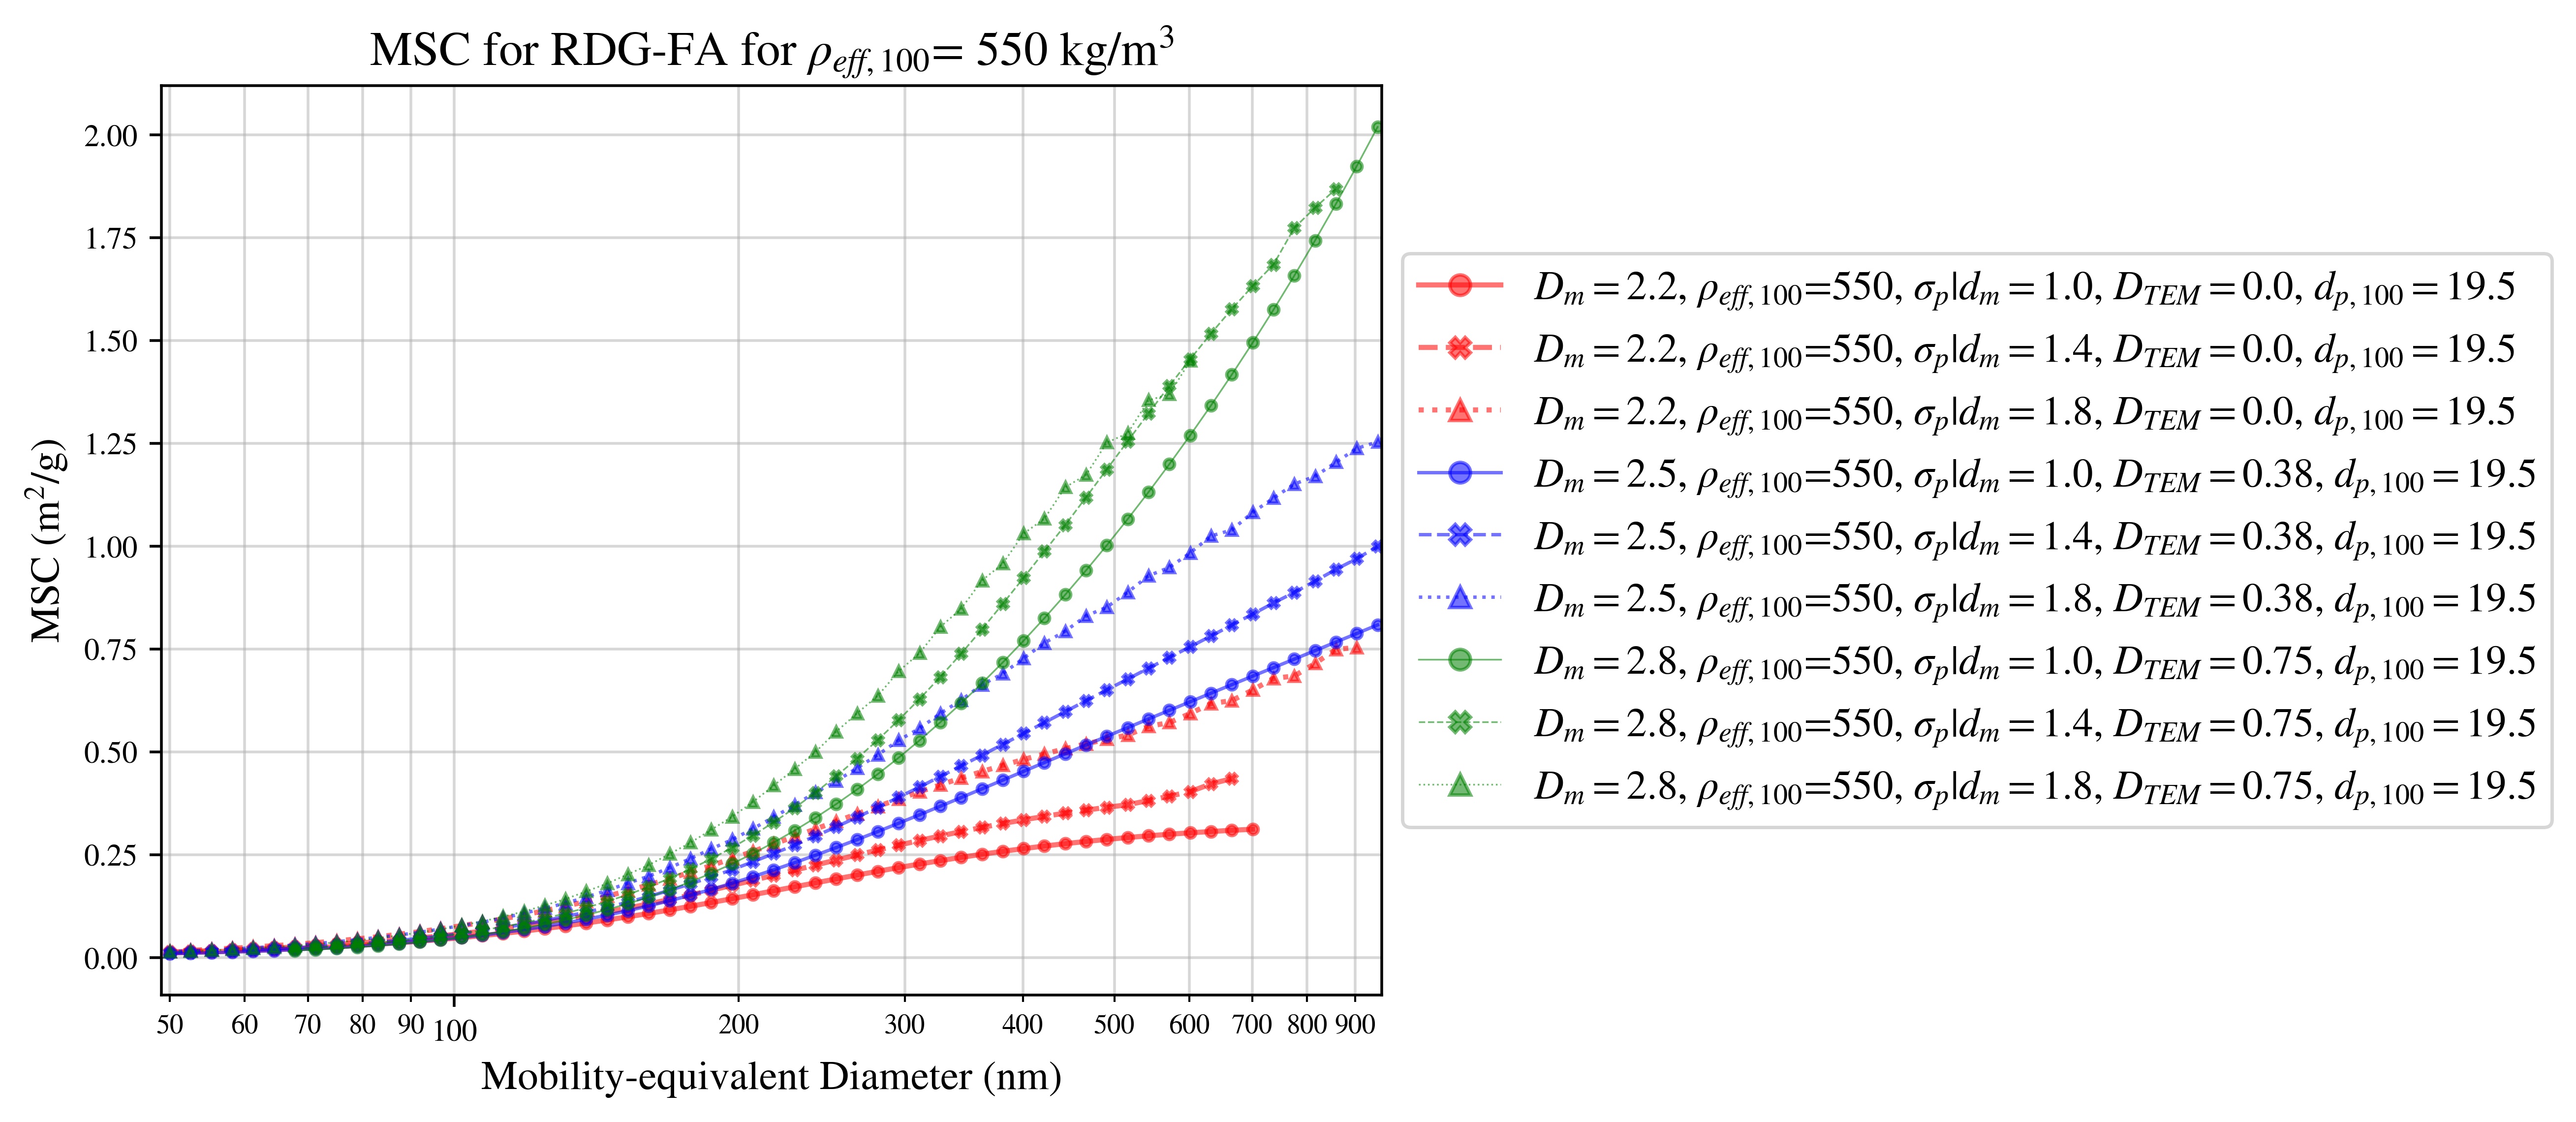 MSC for RDG-FA for ρeff,100= 550 kg/m³
2.00
1.75
1.50
1.25
1.00
0.75
0.50
0.25
0.00
MSC (m²/g)
50 60 70 80 90 100 200 300 400 500 600 700 800 900
Mobility-equivalent Diameter (nm)
Dm = 2.2, ρeff,100=550, σp|dm = 1.0, DTEM = 0.0, dp,100 = 19.5
Dm = 2.2, ρeff,100=550, σp|dm = 1.4, DTEM = 0.0, dp,100 = 19.5
Dm = 2.2, ρeff,100=550, σp|dm = 1.8, DTEM = 0.0, dp,100 = 19.5
Dm = 2.5, ρeff,100=550, σp|dm = 1.0, DTEM = 0.38, dp,100 = 19.5
Dm = 2.5, ρeff,100=550, σp|dm = 1.4, DTEM = 0.38, dp,100 = 19.5
Dm = 2.5, ρeff,100=550, σp|dm = 1.8, DTEM = 0.38, dp,100 = 19.5
Dm = 2.8, ρeff,100=550, σp|dm = 1.0, DTEM = 0.75, dp,100 = 19.5
Dm = 2.8, ρeff,100=550, σp|dm = 1.4, DTEM = 0.75, dp,100 = 19.5
Dm = 2.8, ρeff,100=550, σp|dm = 1.8, DTEM = 0.75, dp,100 = 19.5